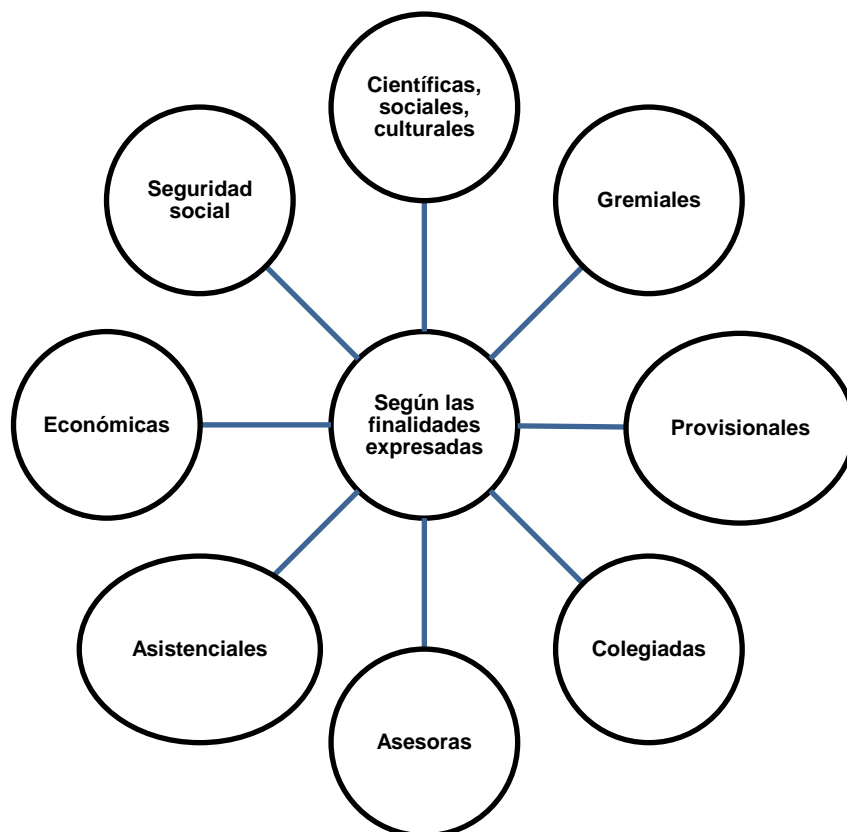 Científicas,
sociales,
culturales
Seguridad
social
Gremiales
Económicas
Según las
finalidades
expresadas
Provisionales
Asistenciales
Colegiadas
Asesoras